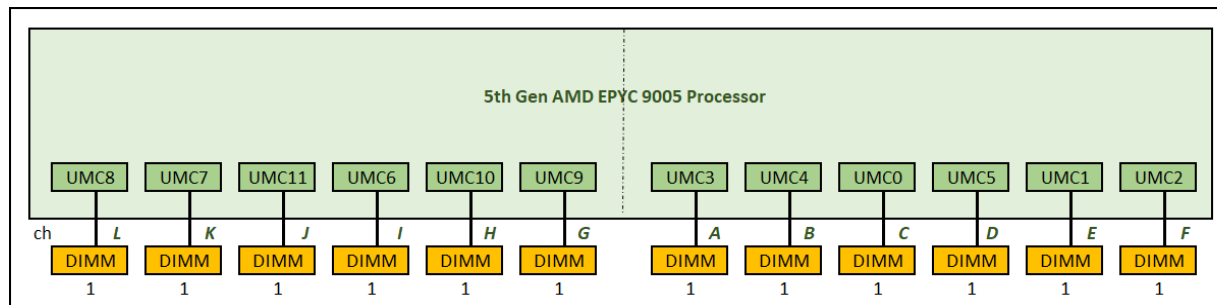 5th Gen AMD EPYC 9005 Processor
UMC8 UMC7 UMC11 UMC6 UMC10 UMC9 UMC3 UMC4 UMC0 UMC5 UMC1 UMC2
ch L K J I H G A B C D E F
DIMM DIMM DIMM DIMM DIMM DIMM DIMM DIMM DIMM DIMM DIMM DIMM
1 1 1 1 1 1 1 1 1 1 1 1